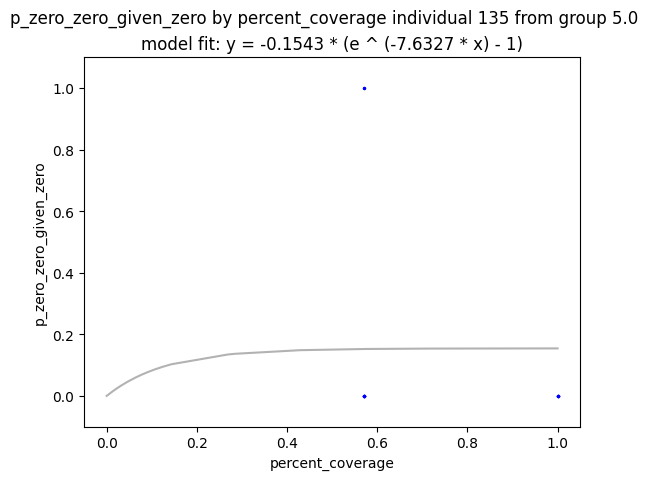 p_zero_zero_given_zero by percent_coverage individual 135 from group 5.0
model fit: y = -0.1543 * (e ^ (-7.6327 * x) - 1)
1.0
0.8
0.6
0.4
0.2
0.0
p_zero_zero_given_zero
0.0 0.2 0.4 0.6 0.8 1.0
percent_coverage